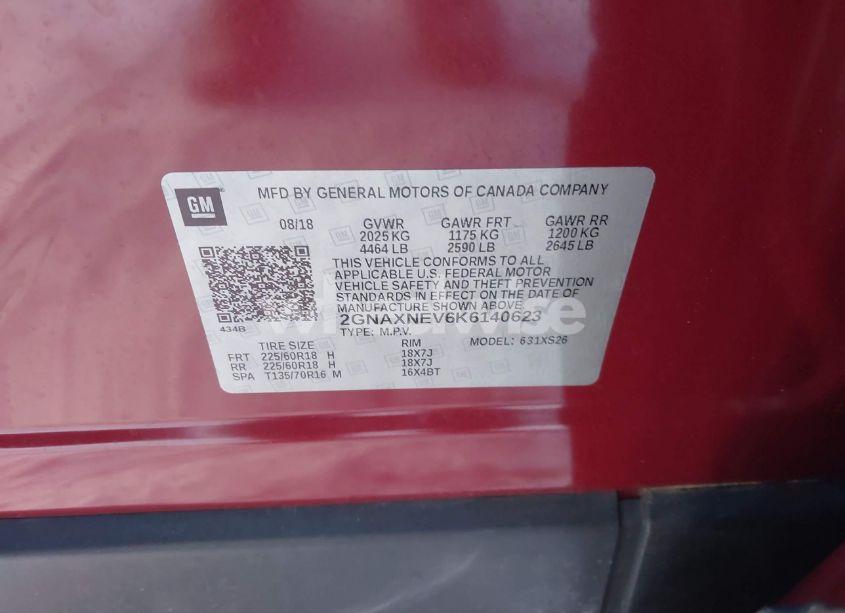 GM
MFD BY GENERAL MOTORS OF CANADA COMPANY
08/18 GVWR GAWR FRT GAWR RR
2025 KG 1175 KG 1200 KG
4464 LB 2590 LB 2645 LB
THIS VEHICLE CONFORMS TO ALL
APPLICABLE U.S. FEDERAL MOTOR
VEHICLE SAFETY AND THEFT PREVENTION
STANDARDS IN EFFECT ON THE DATE OF
MANUFACTURE SHOWN ABOVE.
2GNAXNEV6K6140623
434B
TYPE: M.P.V. MODEL: 631XS26
TIRE SIZE RIM
FRT 225/60R18 H 18X7J
RR 225/60R18 H 18X7J
SPA T135/70R16 M 16X4BT